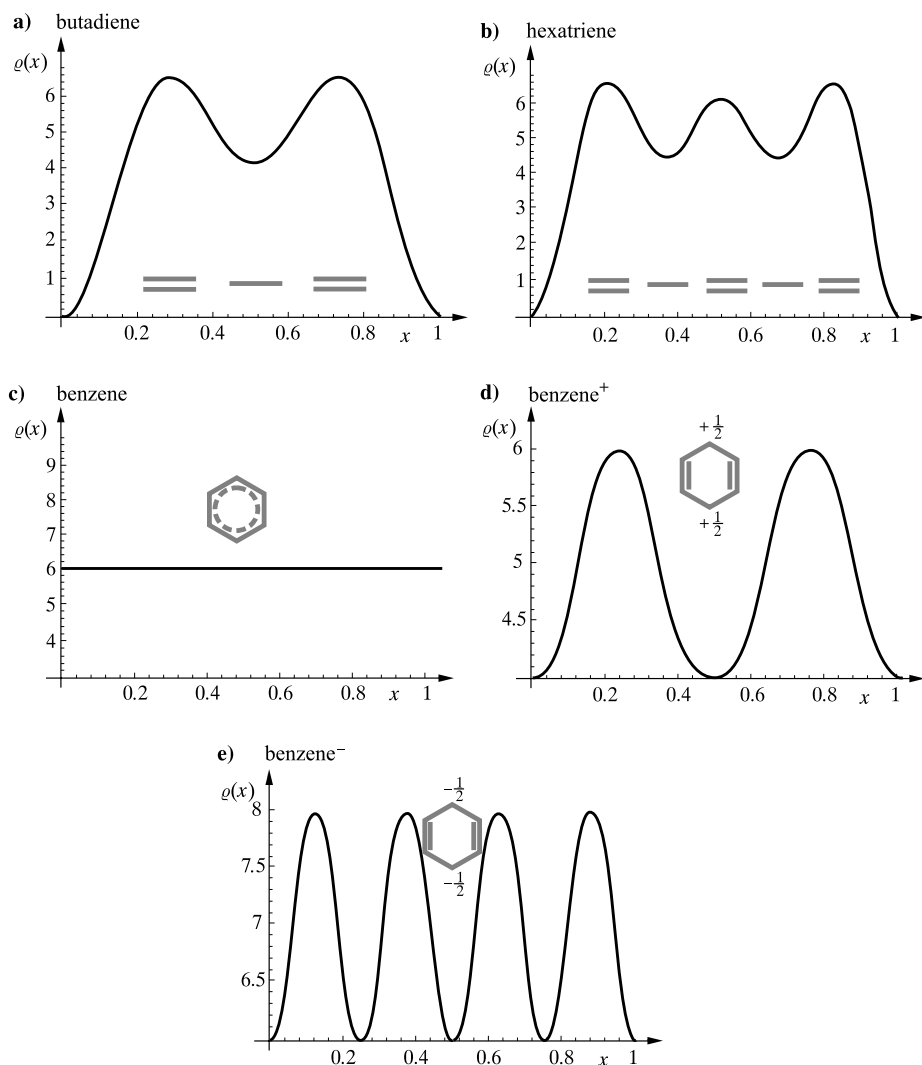 a) butadiene
ϱ(x)
6
5
4
3
2
1
0.2 0.4 0.6 0.8 x 1
b) hexatriene
ϱ(x)
6
5
4
3
2
1
0.2 0.4 0.6 0.8 x 1
c) benzene
ϱ(x)
9
8
7
6
5
4
0.2 0.4 0.6 0.8 x 1
d) benzene⁺
ϱ(x)
+½
+½
6
5.5
5
4.5
0.2 0.4 0.6 0.8 x 1
e) benzene⁻
ϱ(x)
−½
−½
8
7.5
7
6.5
0.2 0.4 0.6 0.8 x 1